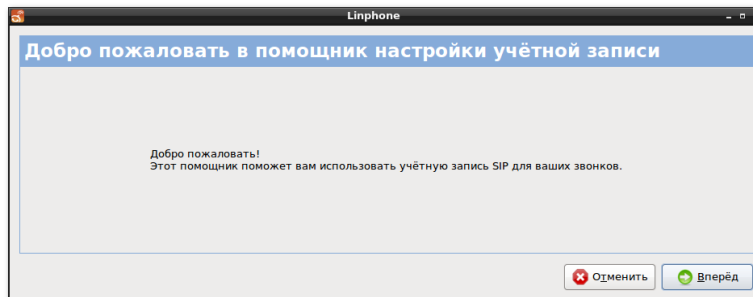 Linphone
Добро пожаловать в помощник настройки учётной записи
Добро пожаловать!
Этот помощник поможет вам использовать учётную запись SIP для ваших звонков.
Отменить
Вперёд